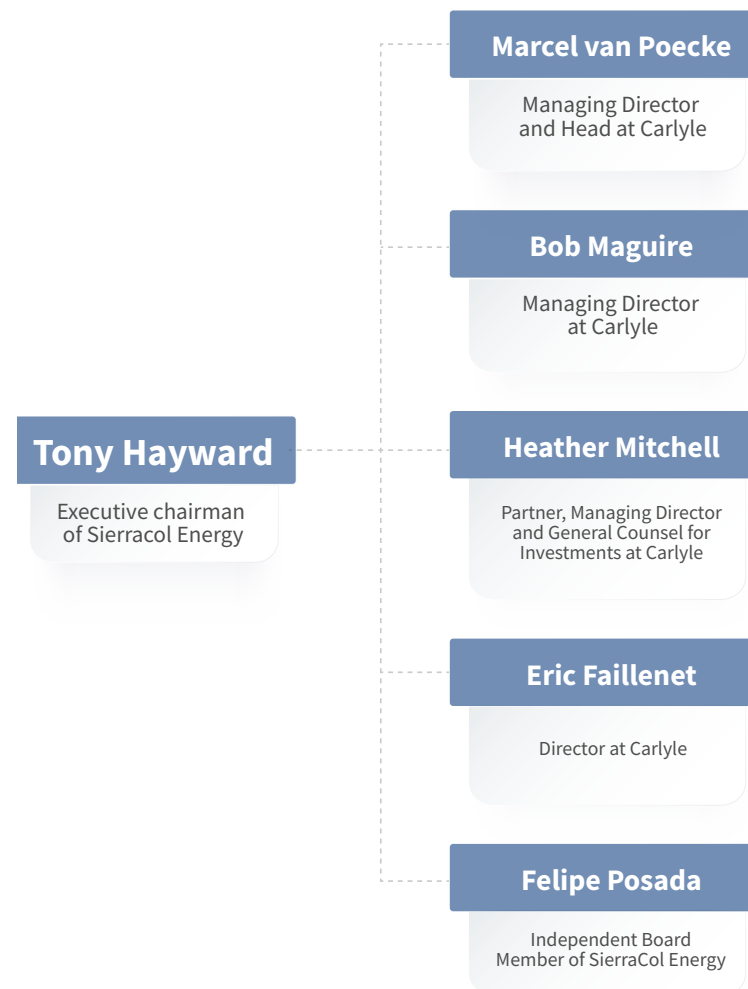 Marcel van Poecke
Managing Director
and Head at Carlyle
Bob Maguire
Managing Director
at Carlyle
Tony Hayward
Executive chairman
of Sierracol Energy
Heather Mitchell
Partner, Managing Director
and General Counsel for
Investments at Carlyle
Eric Faillenet
Director at Carlyle
Felipe Posada
Independent Board
Member of SierraCol Energy